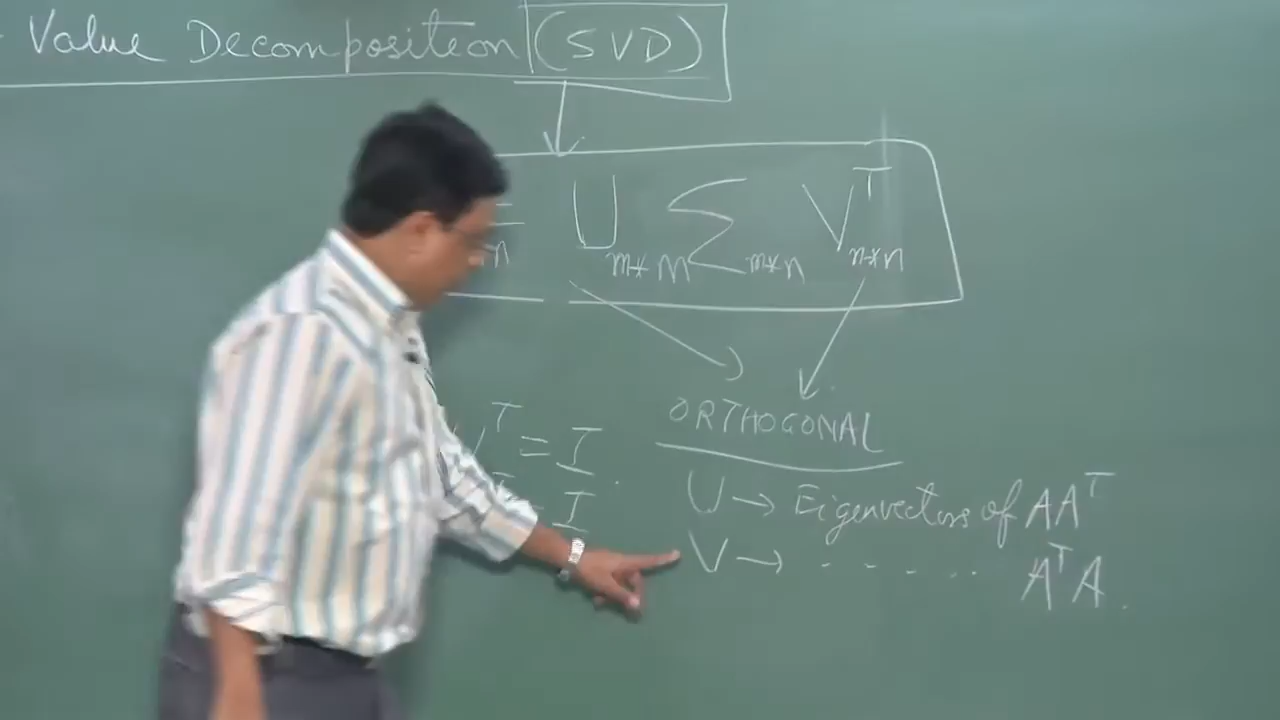 Value Decomposition (SVD)
= U m*m Σ m*n V^T n*n
n
ORTHOGONAL
V^T = I
= I
U → Eigenvectors of AA^T
V → - - - - .. A^T A .